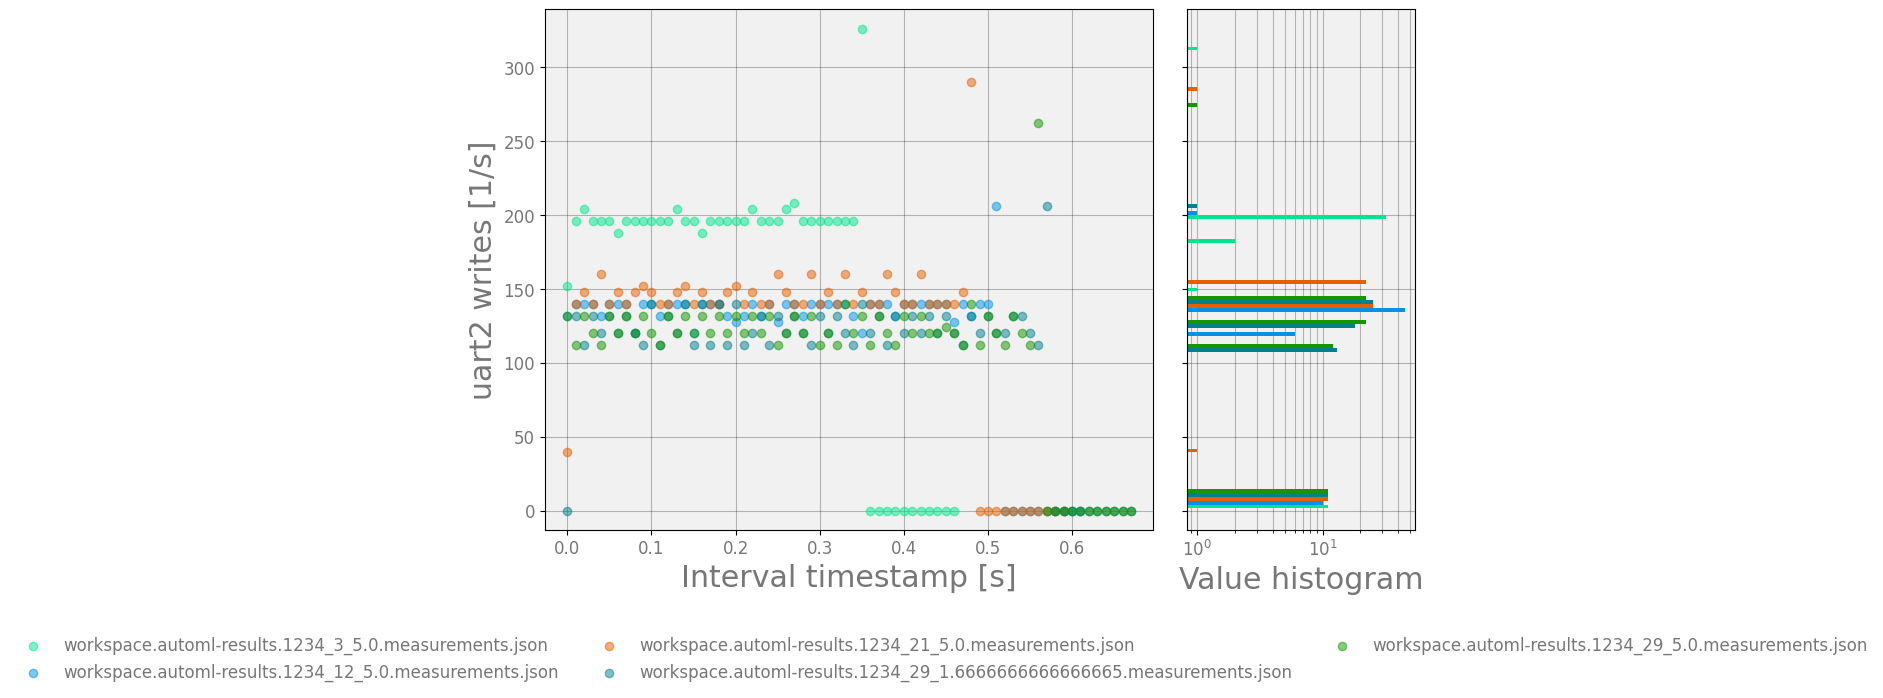 uart2 writes [1/s]
300
250
200
150
100
50
0
0.0 0.1 0.2 0.3 0.4 0.5 0.6
Interval timestamp [s]
10^0 10^1
Value histogram
workspace.automl-results.1234_3_5.0.measurements.json
workspace.automl-results.1234_12_5.0.measurements.json
workspace.automl-results.1234_21_5.0.measurements.json
workspace.automl-results.1234_29_1.6666666666666665.measurements.json
workspace.automl-results.1234_29_5.0.measurements.json